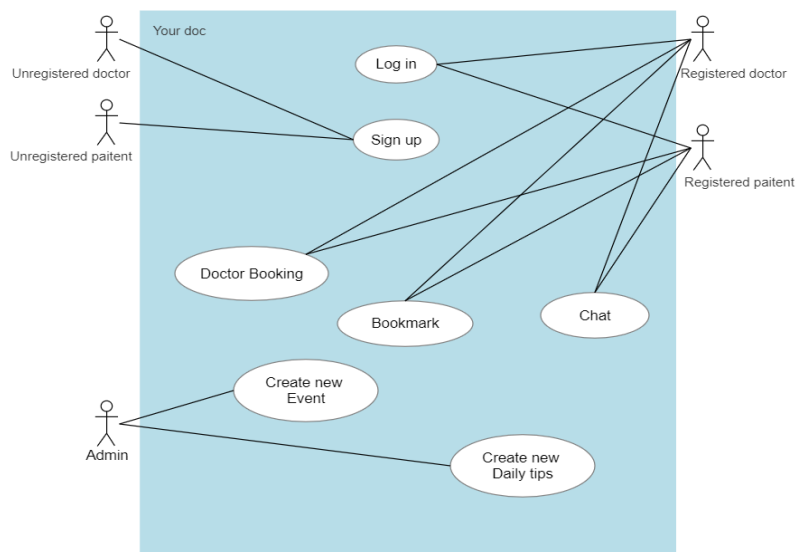 Your doc
Unregistered doctor
Log in
Registered doctor
Unregistered paitent
Sign up
Registered paitent
Doctor Booking
Bookmark
Chat
Create new
Event
Admin
Create new
Daily tips